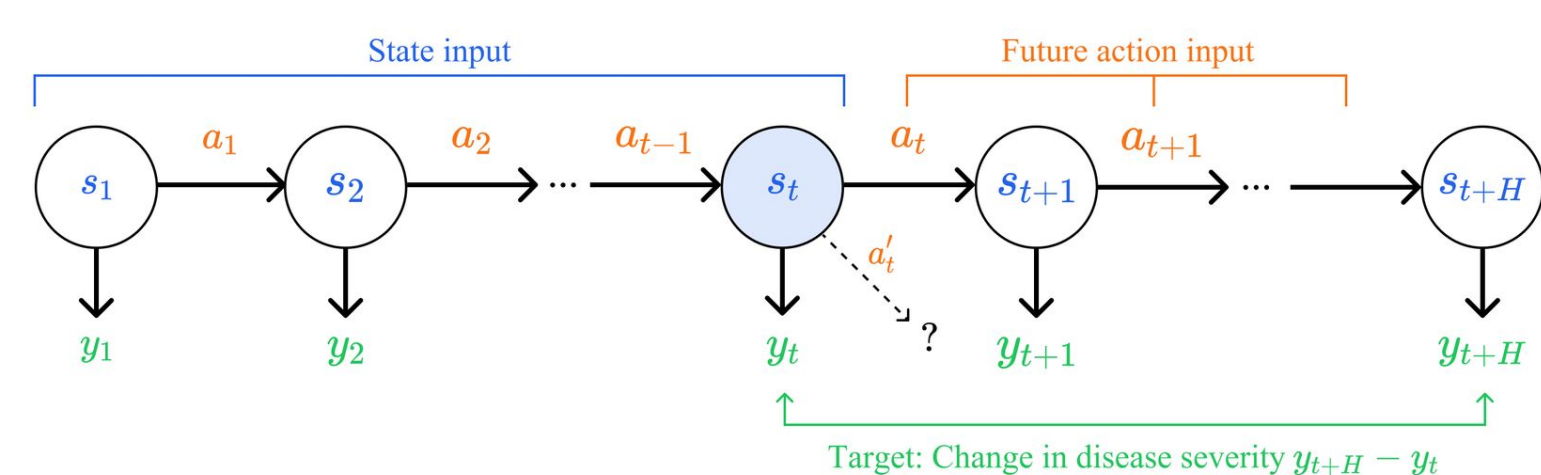 State input
Future action input
a₁ a₂ aₜ₋₁ aₜ aₜ₊₁
s₁ s₂ ... sₜ sₜ₊₁ ... sₜ₊H
a′ₜ
?
y₁ y₂ yₜ yₜ₊₁ yₜ₊H
Target: Change in disease severity yₜ₊H − yₜ